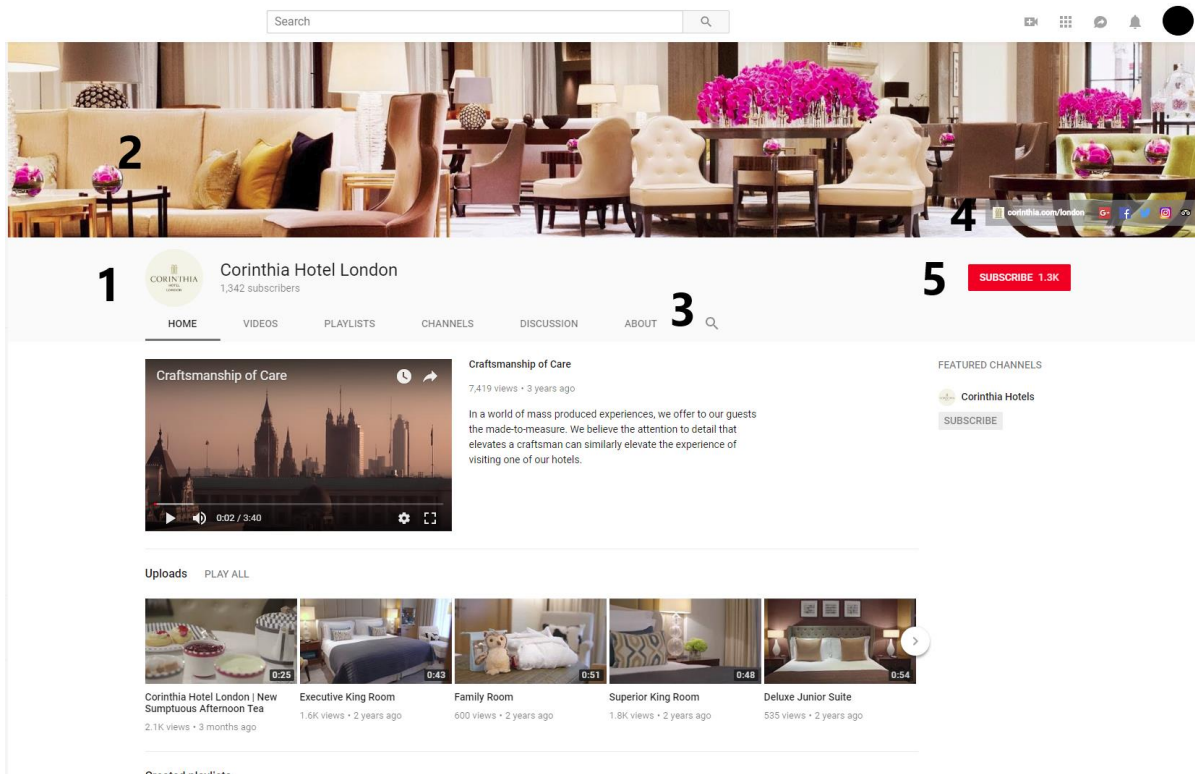 Search
2
4
corinthia.com/london
1
CORINTHIA
HOTEL
LONDON
Corinthia Hotel London
1,342 subscribers
5
SUBSCRIBE 1.3K
HOME VIDEOS PLAYLISTS CHANNELS DISCUSSION ABOUT 3
Craftsmanship of Care
0:02 / 3:40
Craftsmanship of Care
7,419 views • 3 years ago
In a world of mass produced experiences, we offer to our guests
the made-to-measure. We believe the attention to detail that
elevates a craftsman can similarly elevate the experience of
visiting one of our hotels.
FEATURED CHANNELS
Corinthia Hotels
SUBSCRIBE
Uploads PLAY ALL
0:25
Corinthia Hotel London | New
Sumptuous Afternoon Tea
2.1K views • 3 months ago
0:43
Executive King Room
1.6K views • 2 years ago
0:51
Family Room
600 views • 2 years ago
0:48
Superior King Room
1.8K views • 2 years ago
0:54
Deluxe Junior Suite
535 views • 2 years ago
Created playlists